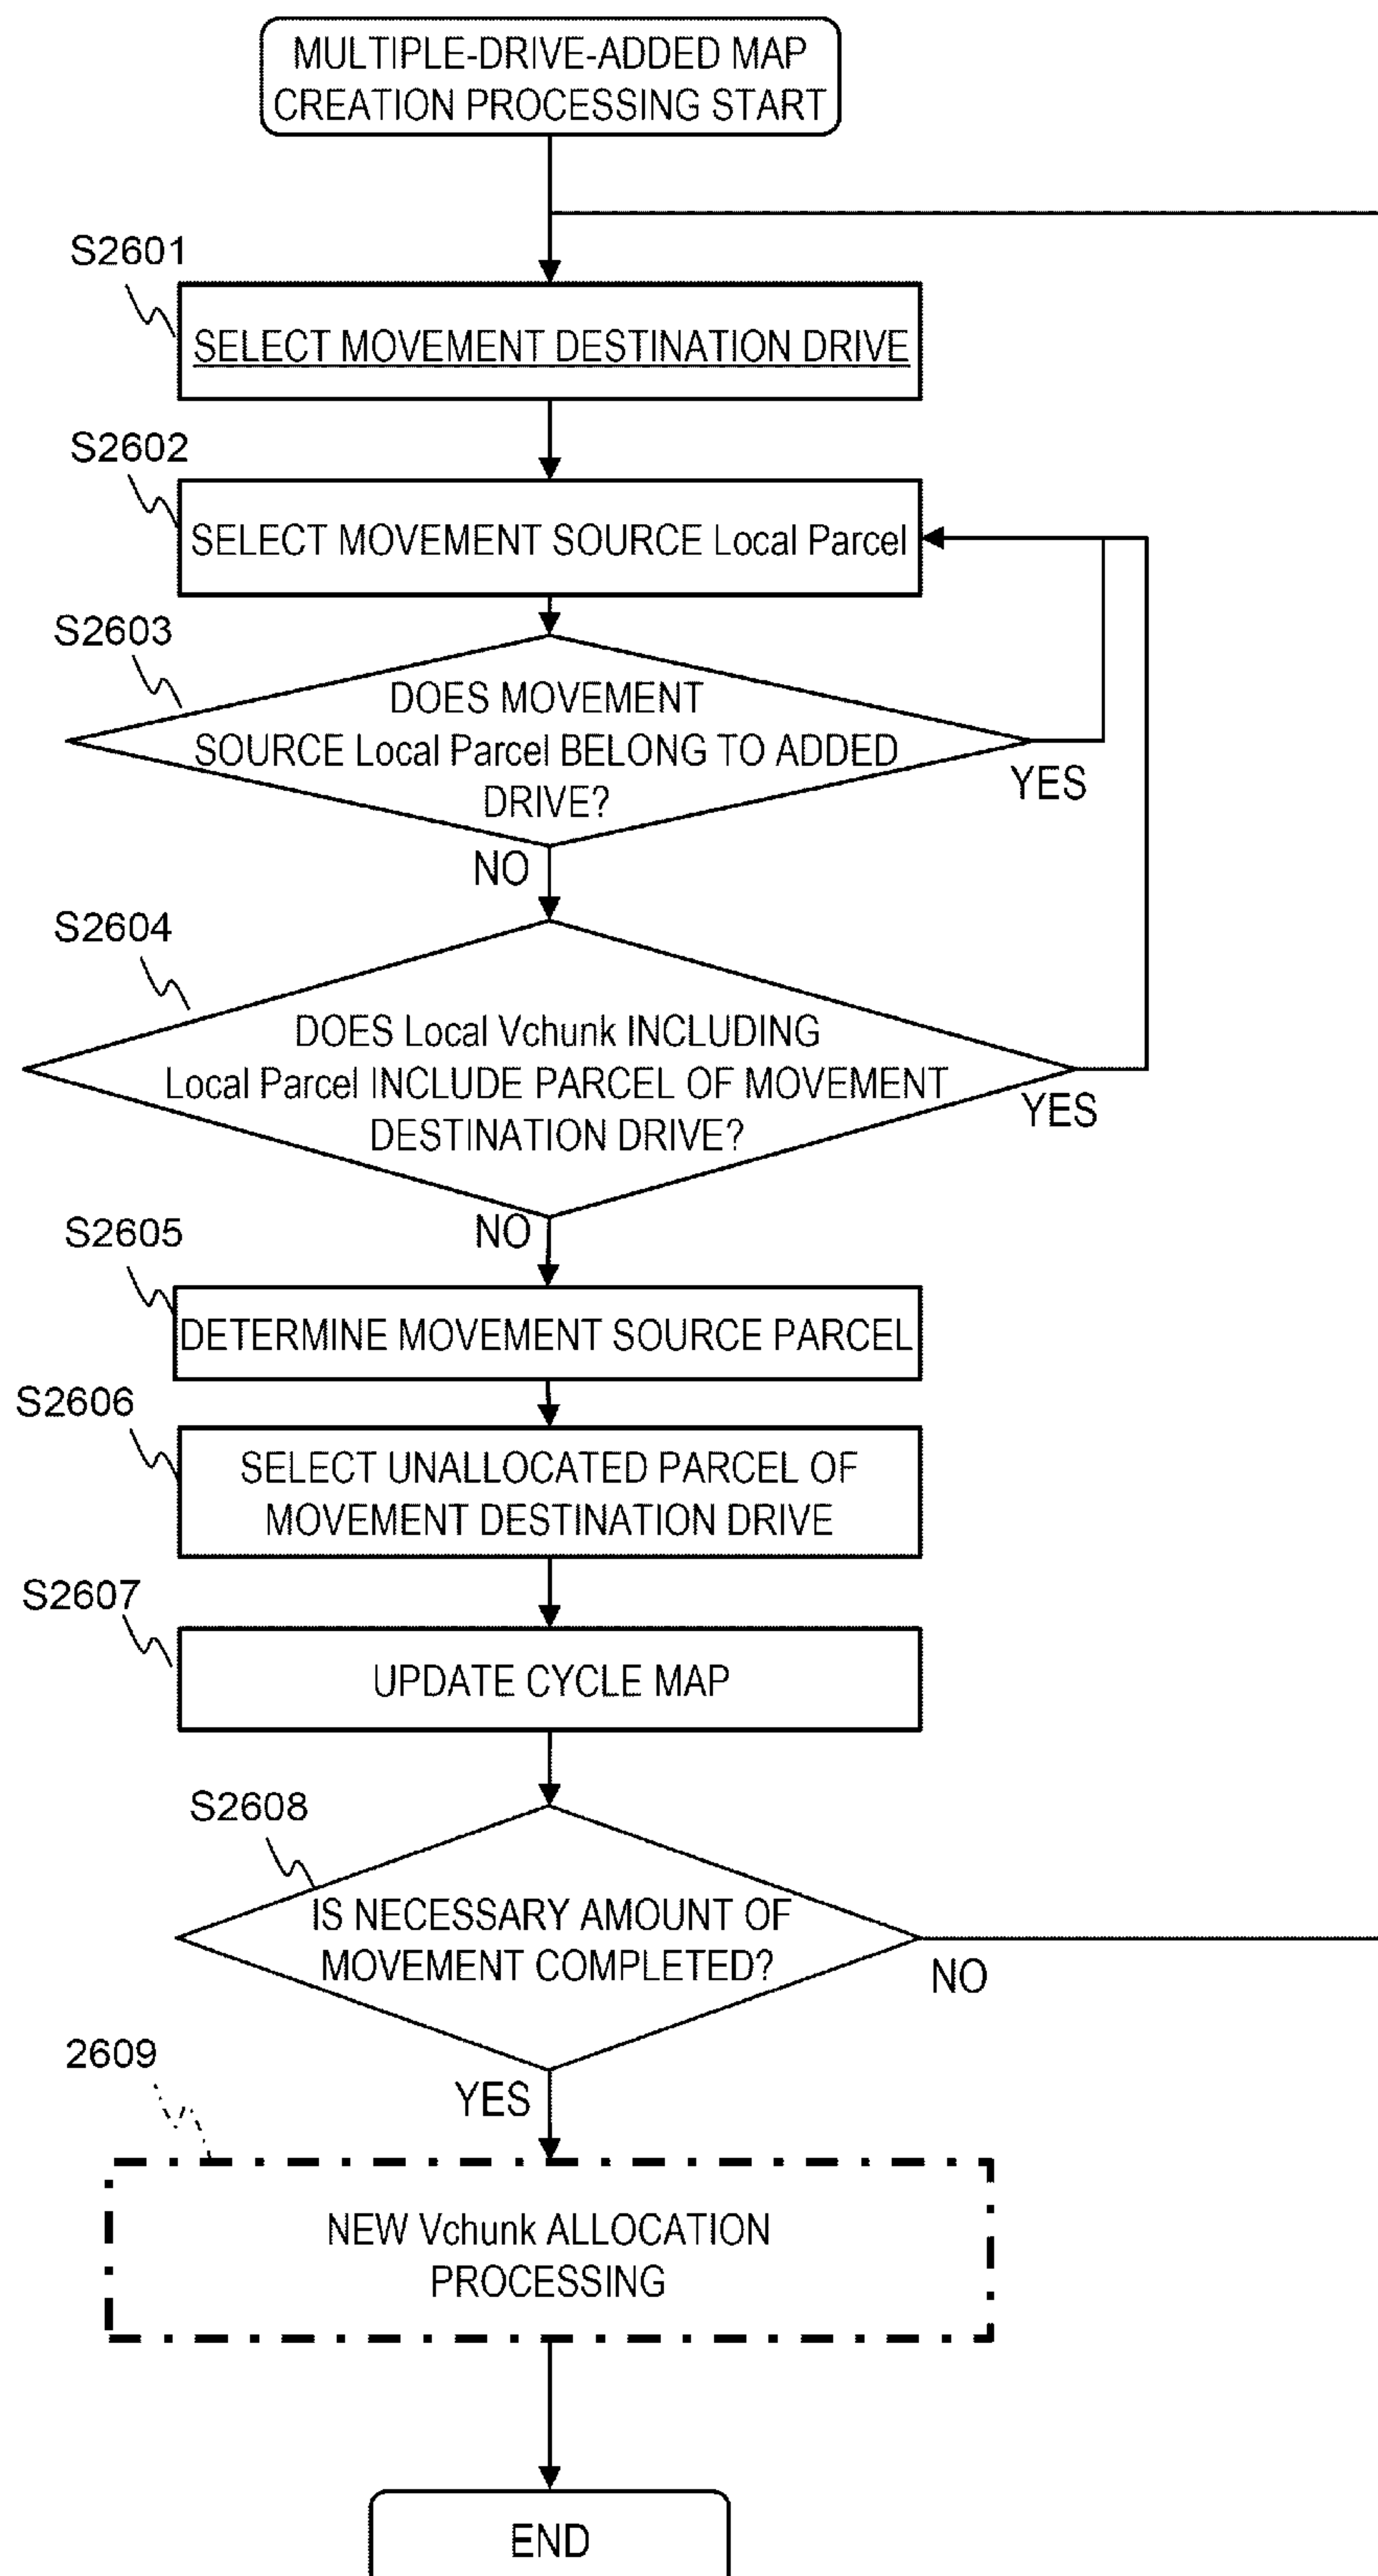 MULTIPLE-DRIVE-ADDED MAP
CREATION PROCESSING START
S2601
SELECT MOVEMENT DESTINATION DRIVE
S2602
SELECT MOVEMENT SOURCE Local Parcel
S2603
DOES MOVEMENT
SOURCE Local Parcel BELONG TO ADDED
DRIVE?
YES
NO
S2604
DOES Local Vchunk INCLUDING
Local Parcel INCLUDE PARCEL OF MOVEMENT
DESTINATION DRIVE?
YES
NO
S2605
DETERMINE MOVEMENT SOURCE PARCEL
S2606
SELECT UNALLOCATED PARCEL OF
MOVEMENT DESTINATION DRIVE
S2607
UPDATE CYCLE MAP
S2608
IS NECESSARY AMOUNT OF
MOVEMENT COMPLETED?
NO
YES
2609
NEW Vchunk ALLOCATION
PROCESSING
END